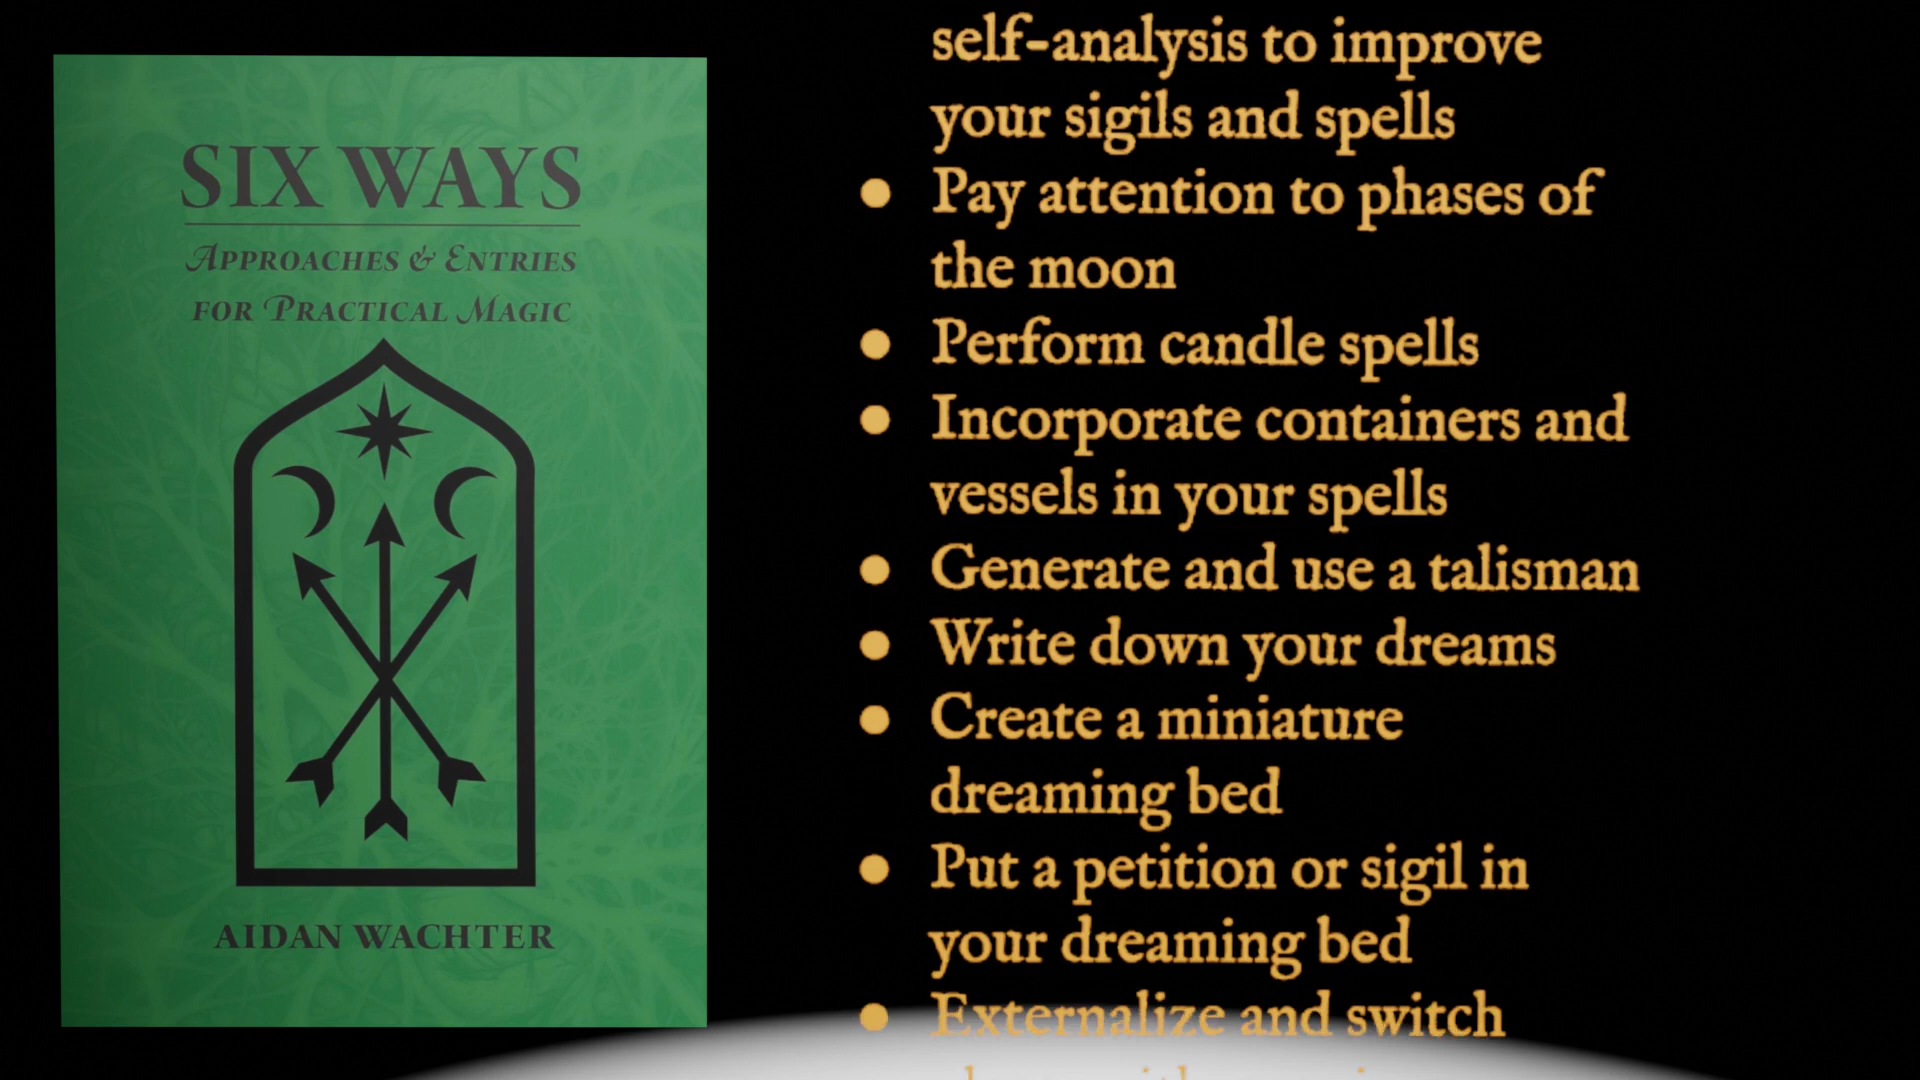 SIX WAYS
APPROACHES & ENTRIES
FOR PRACTICAL MAGIC
AIDAN WACHTER
self-analysis to improve
your sigils and spells
● Pay attention to phases of
the moon
● Perform candle spells
● Incorporate containers and
vessels in your spells
● Generate and use a talisman
● Write down your dreams
● Create a miniature
dreaming bed
● Put a petition or sigil in
your dreaming bed
● Externalize and switch